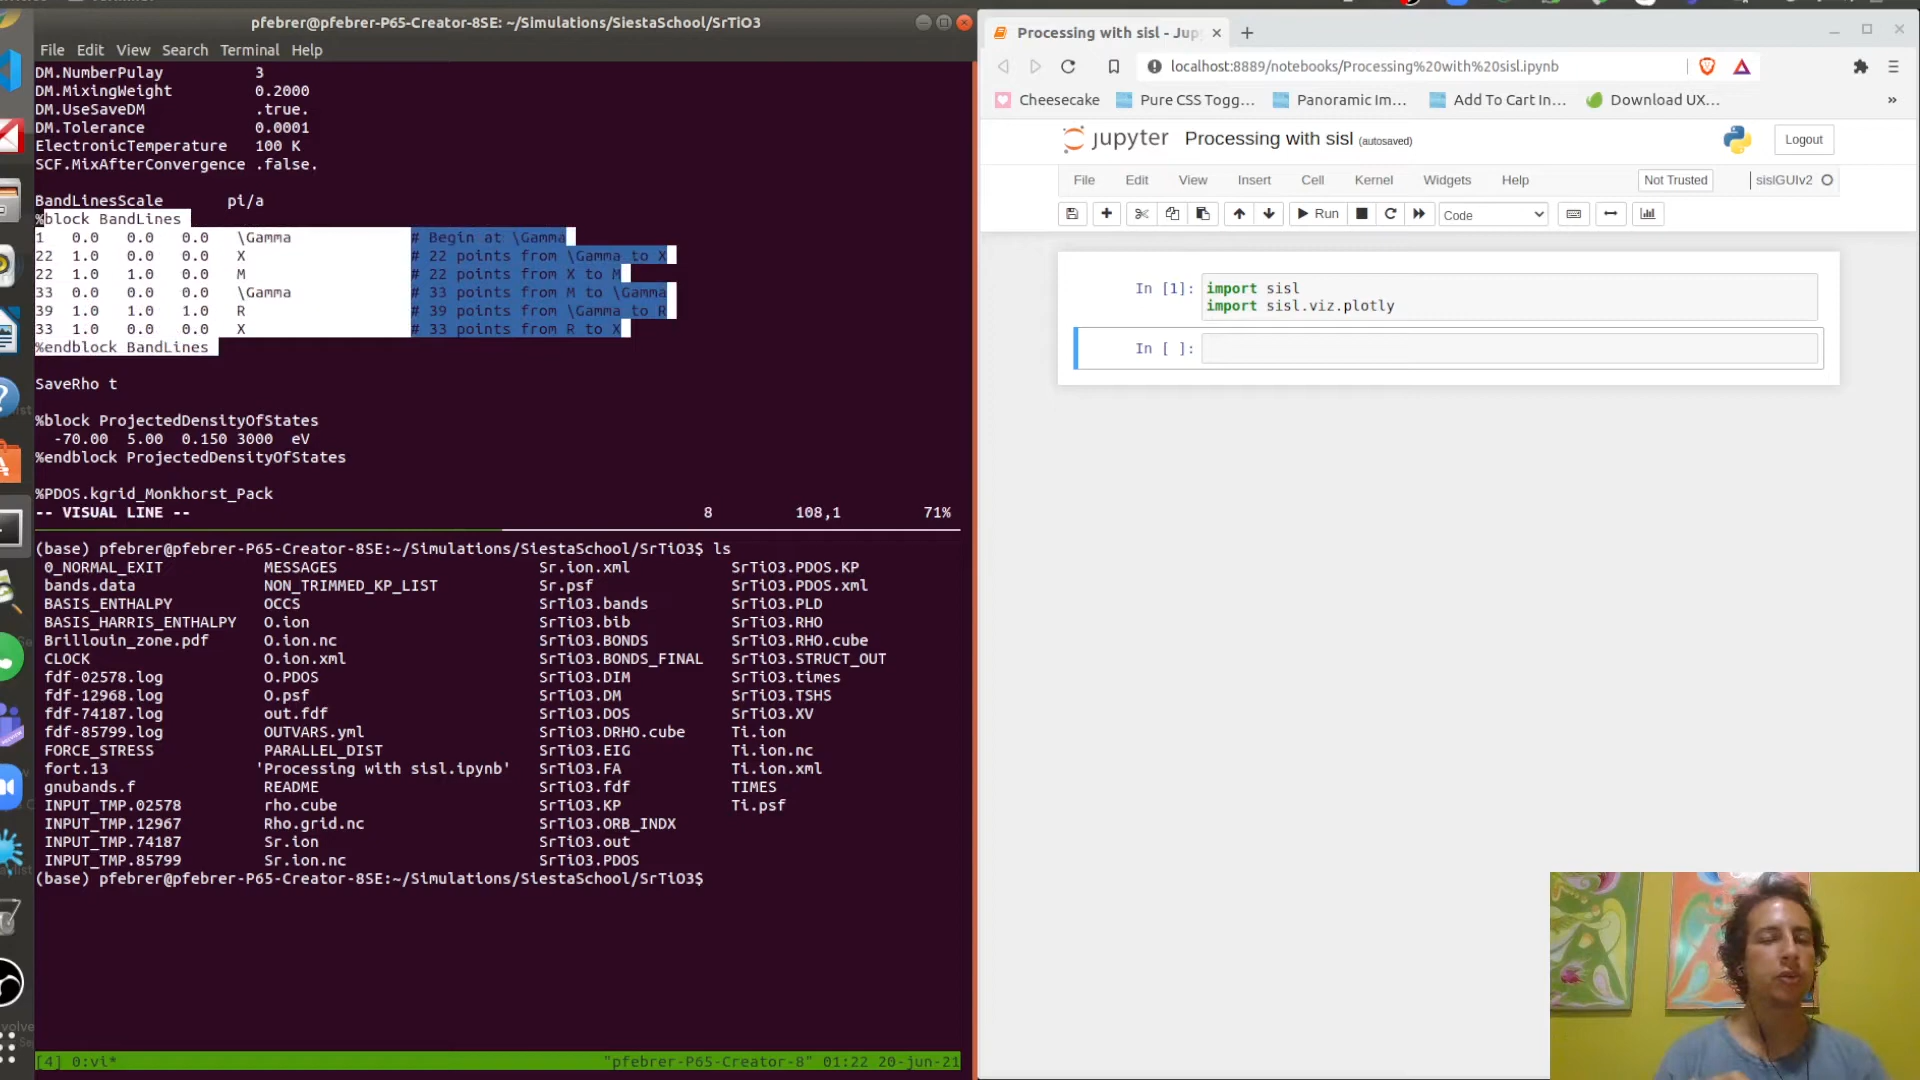 pfebrer@pfebrer-P65-Creator-8SE: ~/Simulations/SiestaSchool/SrTiO3
File Edit View Search Terminal Help
DM.NumberPulay 3
DM.MixingWeight 0.2000
DM.UseSaveDM .true.
DM.Tolerance 0.0001
ElectronicTemperature 100 K
SCF.MixAfterConvergence .false.
BandLinesScale pi/a
%block BandLines
1 0.0 0.0 0.0 \Gamma # Begin at \Gamma
22 1.0 0.0 0.0 X # 22 points from \Gamma to X
22 1.0 1.0 0.0 M # 22 points from X to M
33 0.0 0.0 0.0 \Gamma # 33 points from M to \Gamma
39 1.0 1.0 1.0 R # 39 points from \Gamma to R
33 1.0 0.0 0.0 X # 33 points from R to X
%endblock BandLines
SaveRho t
%block ProjectedDensityOfStates
-70.00 5.00 0.150 3000 eV
%endblock ProjectedDensityOfStates
%PDOS.kgrid_Monkhorst_Pack
-- VISUAL LINE -- 8 108,1 71%
(base) pfebrer@pfebrer-P65-Creator-8SE:~/Simulations/SiestaSchool/SrTiO3$ ls
0_NORMAL_EXIT MESSAGES Sr.ion.xml SrTiO3.PDOS.KP
bands.data NON_TRIMMED_KP_LIST Sr.psf SrTiO3.PDOS.xml
BASIS_ENTHALPY OCCS SrTiO3.bands SrTiO3.PLD
BASIS_HARRIS_ENTHALPY O.ion SrTiO3.bib SrTiO3.RHO
Brillouin_zone.pdf O.ion.nc SrTiO3.BONDS SrTiO3.RHO.cube
CLOCK O.ion.xml SrTiO3.BONDS_FINAL SrTiO3.STRUCT_OUT
fdf-02578.log O.PDOS SrTiO3.DIM SrTiO3.times
fdf-12968.log O.psf SrTiO3.DM SrTiO3.TSHS
fdf-74187.log out.fdf SrTiO3.DOS SrTiO3.XV
fdf-85799.log OUTVARS.yml SrTiO3.DRHO.cube Ti.ion
FORCE_STRESS PARALLEL_DIST SrTiO3.EIG Ti.ion.nc
fort.13 'Processing with sisl.ipynb' SrTiO3.FA Ti.ion.xml
gnubands.f README SrTiO3.fdf TIMES
INPUT_TMP.02578 rho.cube SrTiO3.KP Ti.psf
INPUT_TMP.12967 Rho.grid.nc SrTiO3.ORB_INDX
INPUT_TMP.74187 Sr.ion SrTiO3.out
INPUT_TMP.85799 Sr.ion.nc SrTiO3.PDOS
(base) pfebrer@pfebrer-P65-Creator-8SE:~/Simulations/SiestaSchool/SrTiO3$
[4] 0:vi* "pfebrer-P65-Creator-8" 01:22 20-jun-21
Processing with sisl - Jup
localhost:8889/notebooks/Processing%20with%20sisl.ipynb
Cheesecake Pure CSS Togg... Panoramic Im... Add To Cart In... Download UX... »
jupyter Processing with sisl (autosaved) Logout
File Edit View Insert Cell Kernel Widgets Help Not Trusted sislGUIv2
Run Code
In [1]: import sisl
import sisl.viz.plotly
In [ ]: